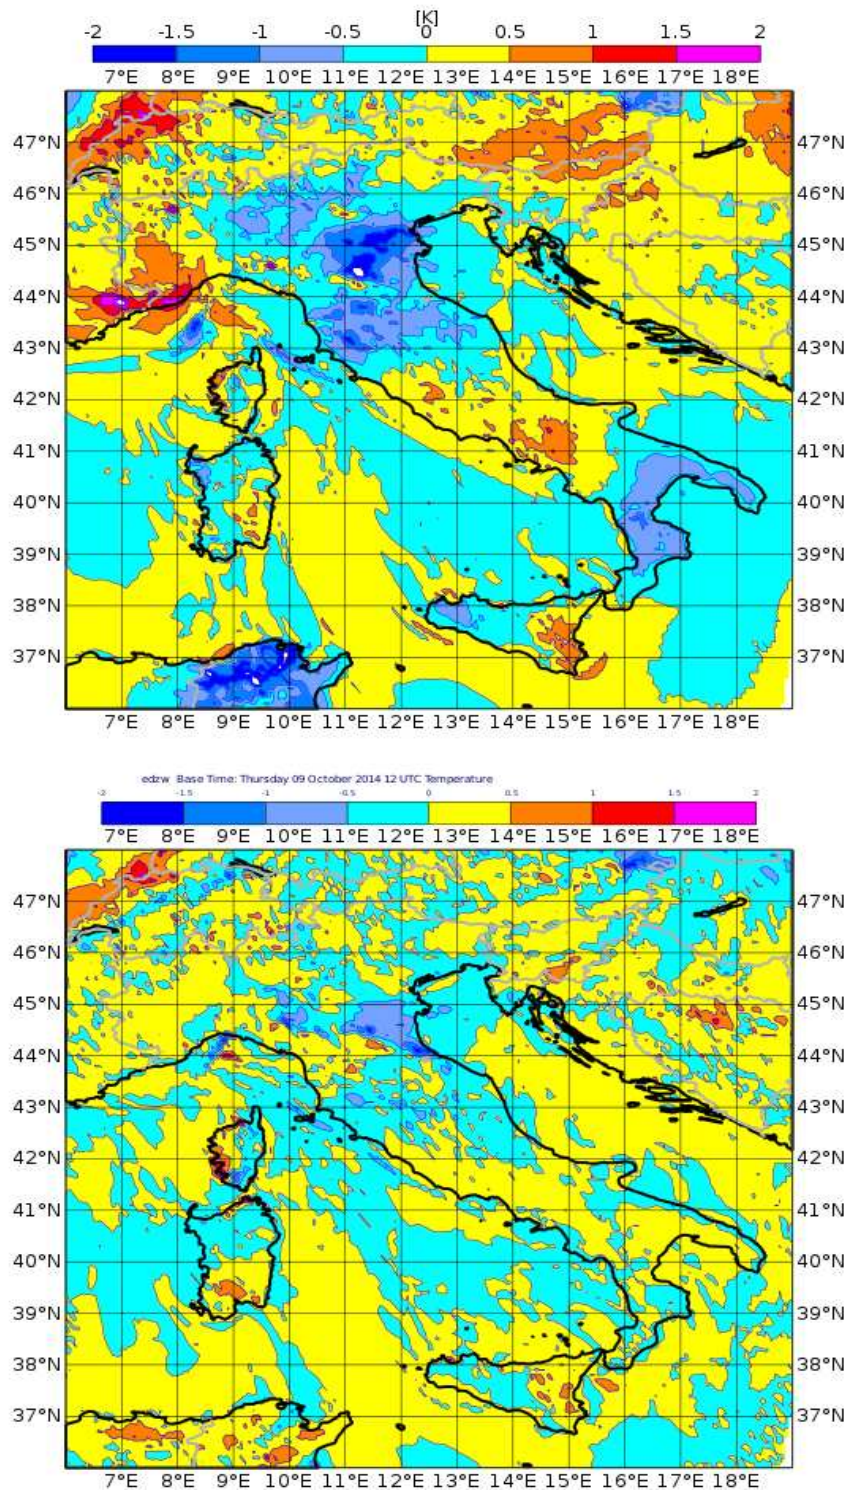 [K]
-2 -1.5 -1 -0.5 0 0.5 1 1.5 2
7°E 8°E 9°E 10°E 11°E 12°E 13°E 14°E 15°E 16°E 17°E 18°E
47°N 47°N
46°N 46°N
45°N 45°N
44°N 44°N
43°N 43°N
42°N 42°N
41°N 41°N
40°N 40°N
39°N 39°N
38°N 38°N
37°N 37°N
7°E 8°E 9°E 10°E 11°E 12°E 13°E 14°E 15°E 16°E 17°E 18°E
edzw Base Time: Thursday 09 October 2014 12 UTC Temperature
-2 -1.5 -1 -0.5 0 0.5 1 1.5 2
7°E 8°E 9°E 10°E 11°E 12°E 13°E 14°E 15°E 16°E 17°E 18°E
47°N 47°N
46°N 46°N
45°N 45°N
44°N 44°N
43°N 43°N
42°N 42°N
41°N 41°N
40°N 40°N
39°N 39°N
38°N 38°N
37°N 37°N
7°E 8°E 9°E 10°E 11°E 12°E 13°E 14°E 15°E 16°E 17°E 18°E